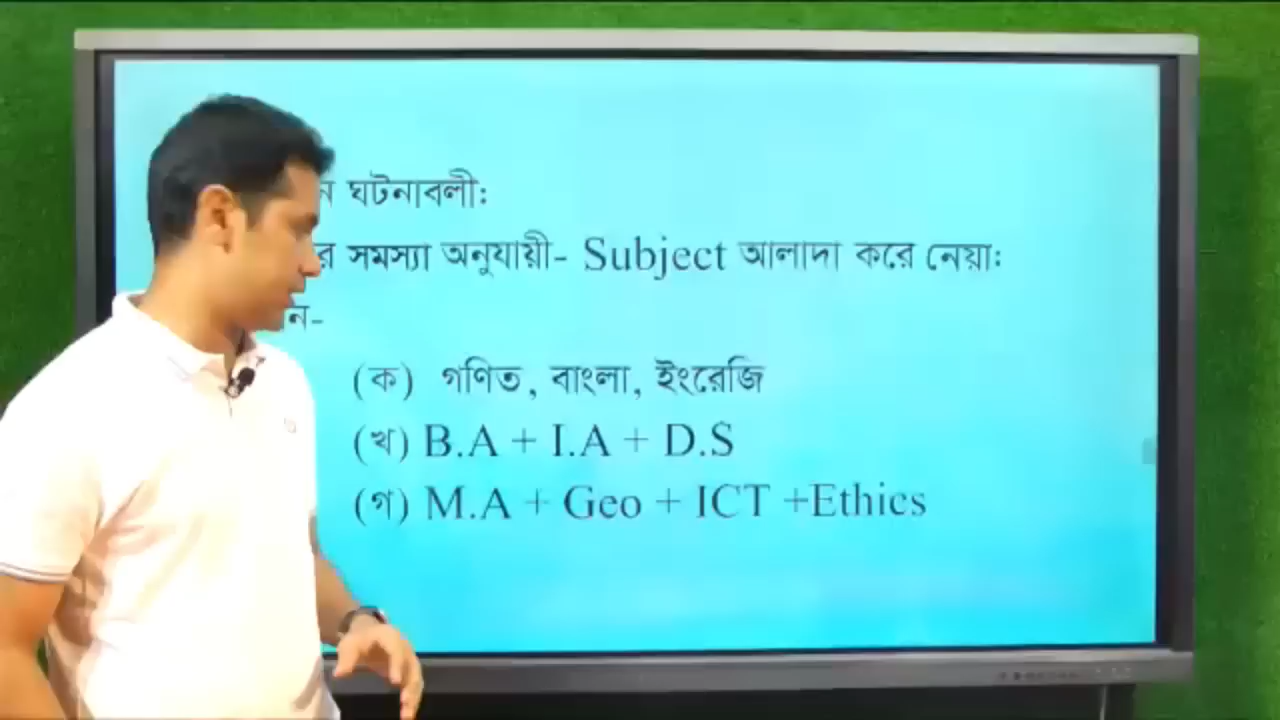 ঘটনাবলী:
সমস্যা অনুযায়ী- Subject আলাদা করে নেয়া:
(ক) গণিত, বাংলা, ইংরেজি
(খ) B.A + I.A + D.S
(গ) M.A + Geo + ICT +Ethics